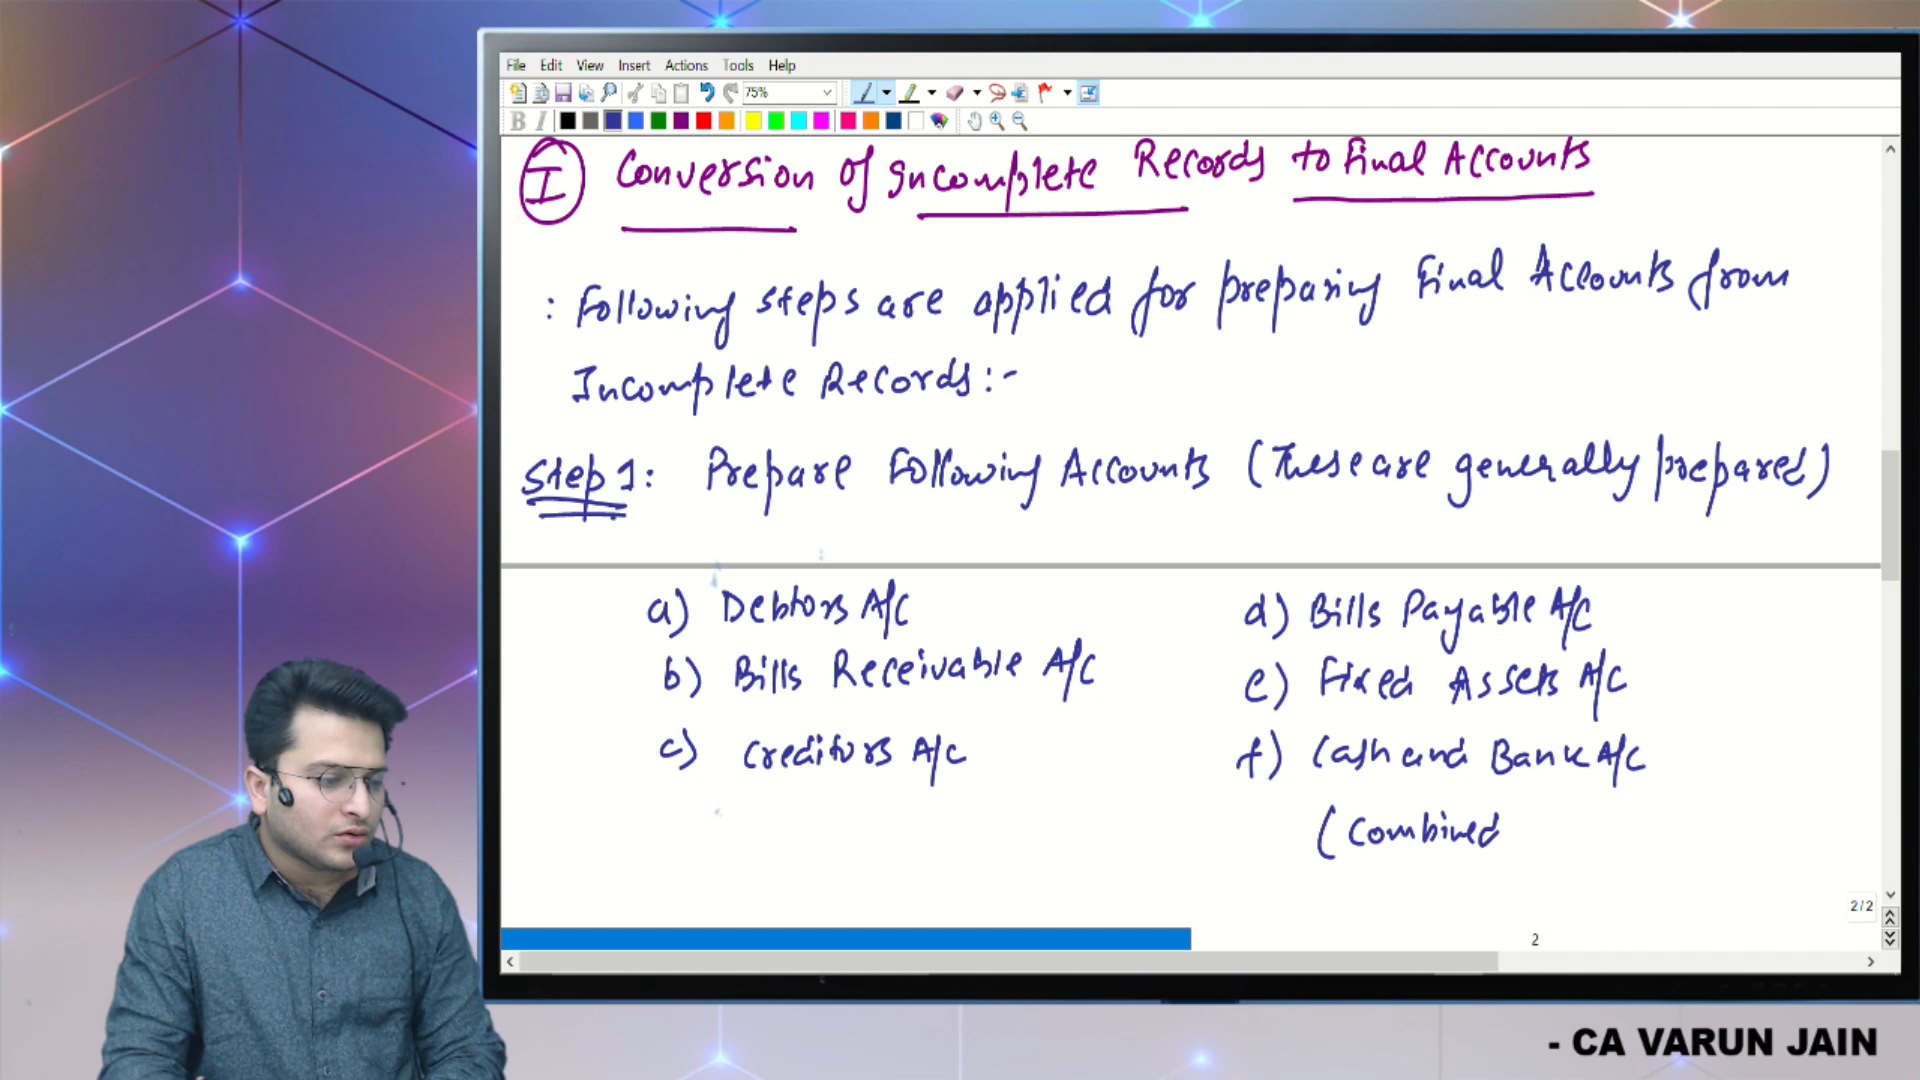 File Edit View Insert Actions Tools Help
75%
B I
I Conversion of Incomplete Records to Final Accounts
: Following steps are applied for preparing Final Accounts from
Incomplete Records:-
Step 1: Prepare Following Accounts (These are generally prepared)
a) Debtors A/c
b) Bills Receivable A/c
c) Creditors A/c
d) Bills Payable A/c
e) Fixed Assets A/c
f) Cash and Bank A/c
(Combined
2/2
2
- CA VARUN JAIN